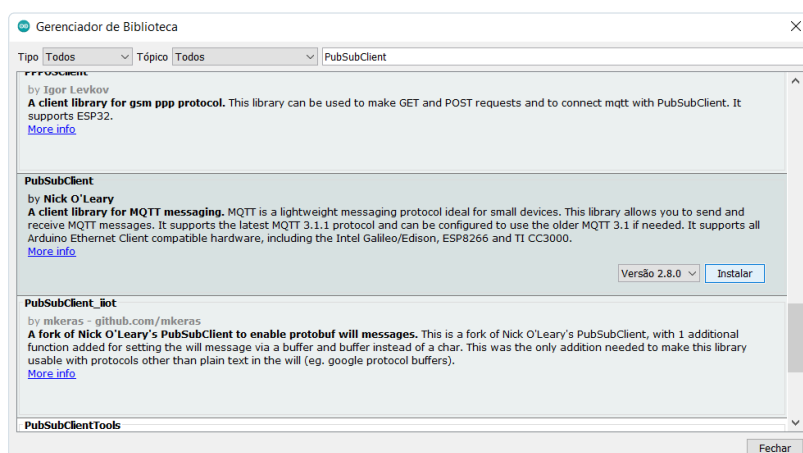 Gerenciador de Biblioteca
Tipo Todos Tópico Todos PubSubClient
PPPOSClient
by Igor Levkov
A client library for gsm ppp protocol. This library can be used to make GET and POST requests and to connect mqtt with PubSubClient. It
supports ESP32.
More info
PubSubClient
by Nick O'Leary
A client library for MQTT messaging. MQTT is a lightweight messaging protocol ideal for small devices. This library allows you to send and
receive MQTT messages. It supports the latest MQTT 3.1.1 protocol and can be configured to use the older MQTT 3.1 if needed. It supports all
Arduino Ethernet Client compatible hardware, including the Intel Galileo/Edison, ESP8266 and TI CC3000.
More info
Versão 2.8.0 Instalar
PubSubClient_iiot
by mkeras - github.com/mkeras
A fork of Nick O'Leary's PubSubClient to enable protobuf will messages. This is a fork of Nick O'Leary's PubSubClient, with 1 additional
function added for setting the will message via a buffer and buffer instead of a char. This was the only addition needed to make this library
usable with protocols other than plain text in the will (eg. google protocol buffers).
More info
PubSubClientTools
Fechar